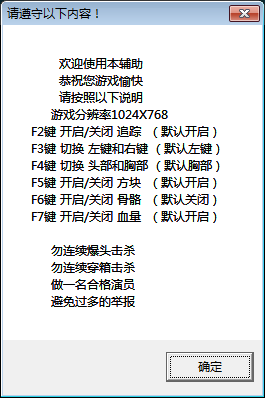 请遵守以下内容！
欢迎使用本辅助
恭祝您游戏愉快
请按照以下说明
游戏分辨率1024X768
F2键 开启/关闭 追踪 （默认开启）
F3键 切换 左键和右键 （默认左键）
F4键 切换 头部和胸部 （默认胸部）
F5键 开启/关闭 方块 （默认开启）
F6键 开启/关闭 骨骼 （默认关闭）
F7键 开启/关闭 血量 （默认开启）
勿连续爆头击杀
勿连续穿箱击杀
做一名合格演员
避免过多的举报
确定